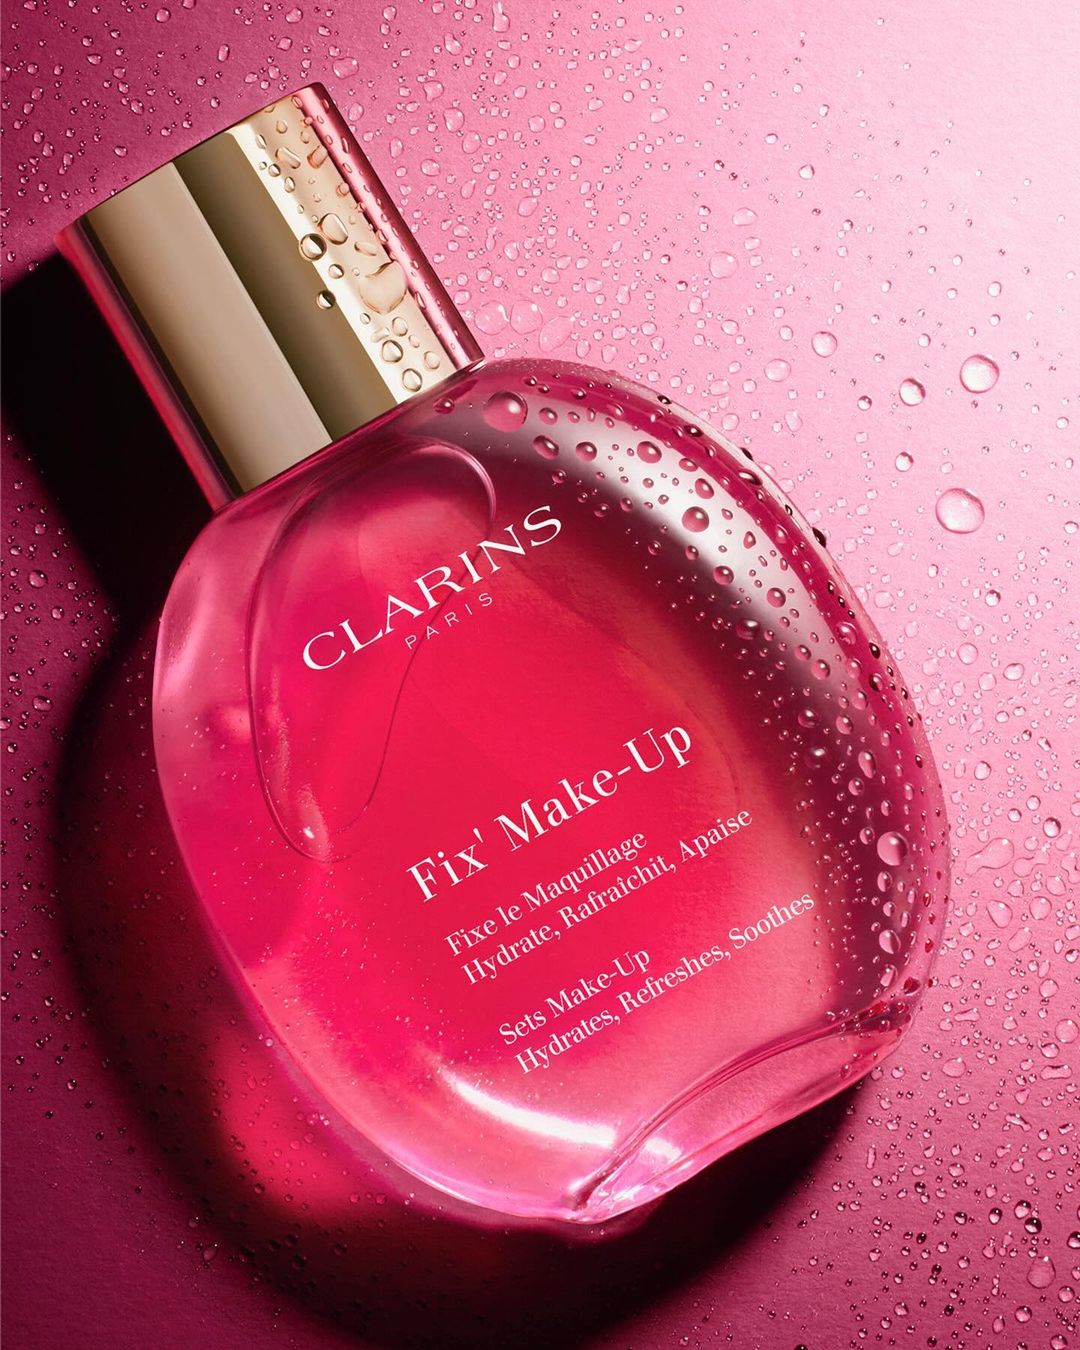 CLARINS
PARIS
Fix' Make-Up
Fixe le Maquillage
Hydrate, Rafraîchit, Apaise
Sets Make-Up
Hydrates, Refreshes, Soothes